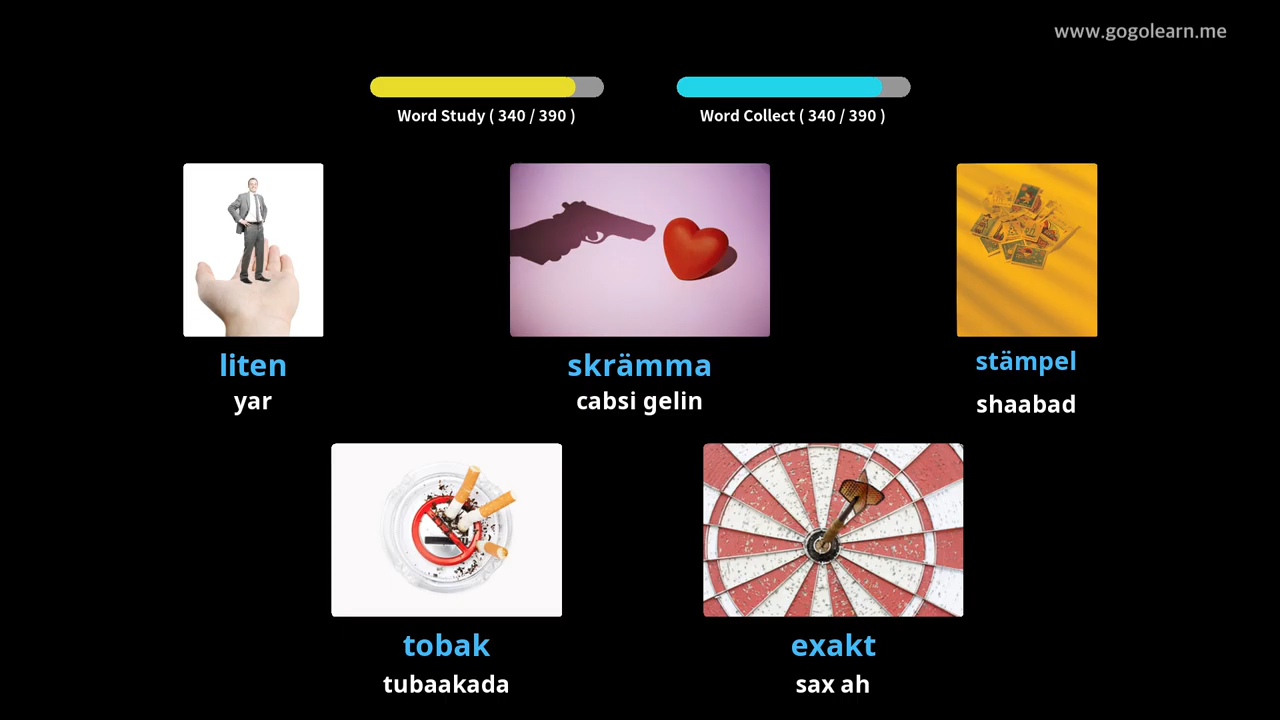 www.gogolearn.me
Word Study ( 340 / 390 )
Word Collect ( 340 / 390 )
liten
yar
skrämma
cabsi gelin
stämpel
shaabad
tobak
tubaakada
exakt
sax ah